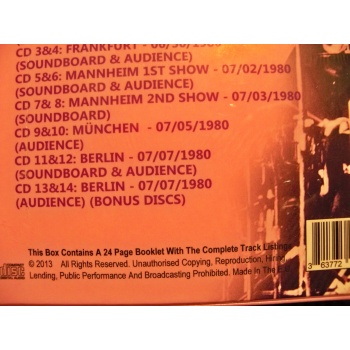 CD 3&4: FRANKFURT - 06/30/1980
(SOUNDBOARD & AUDIENCE)
CD 5&6: MANNHEIM 1ST SHOW - 07/02/1980
(SOUNDBOARD & AUDIENCE)
CD 7& 8: MANNHEIM 2ND SHOW - 07/03/1980
(SOUNDBOARD)
CD 9&10: MÜNCHEN - 07/05/1980
(AUDIENCE)
CD 11&12: BERLIN - 07/07/1980
(SOUNDBOARD & AUDIENCE)
CD 13&14: BERLIN - 07/07/1980
(AUDIENCE) (BONUS DISCS)
This Box Contains A 24 Page Booklet With The Complete Track Listings
© 2013 All Rights Reserved. Unauthorised Copying, Reproduction, Hiring
Lending, Public Performance And Broadcasting Prohibited. Made In The
disc
3 63772